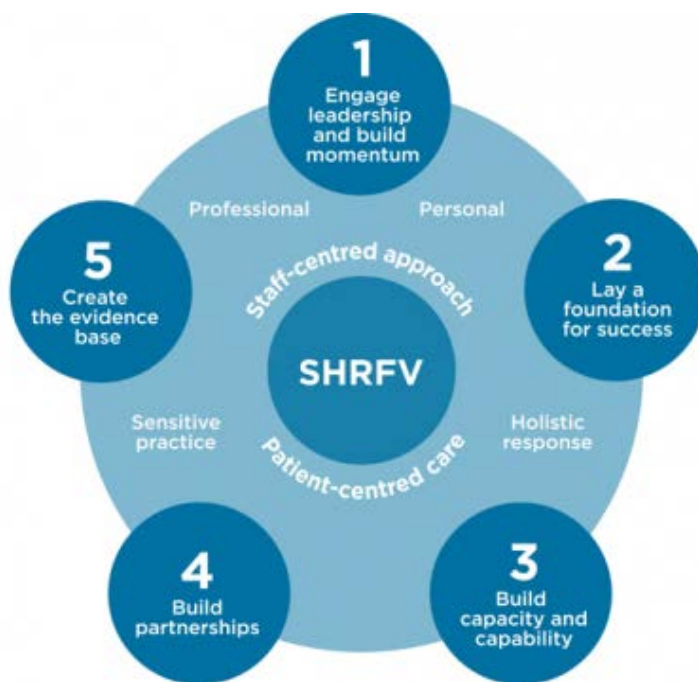 1
Engage
leadership
and build
momentum
Professional
Personal
5
Create
the evidence
base
2
Lay a
foundation
for success
Staff-centred approach
SHRFV
Patient-centred care
Sensitive
practice
Holistic
response
4
Build
partnerships
3
Build
capacity and
capability